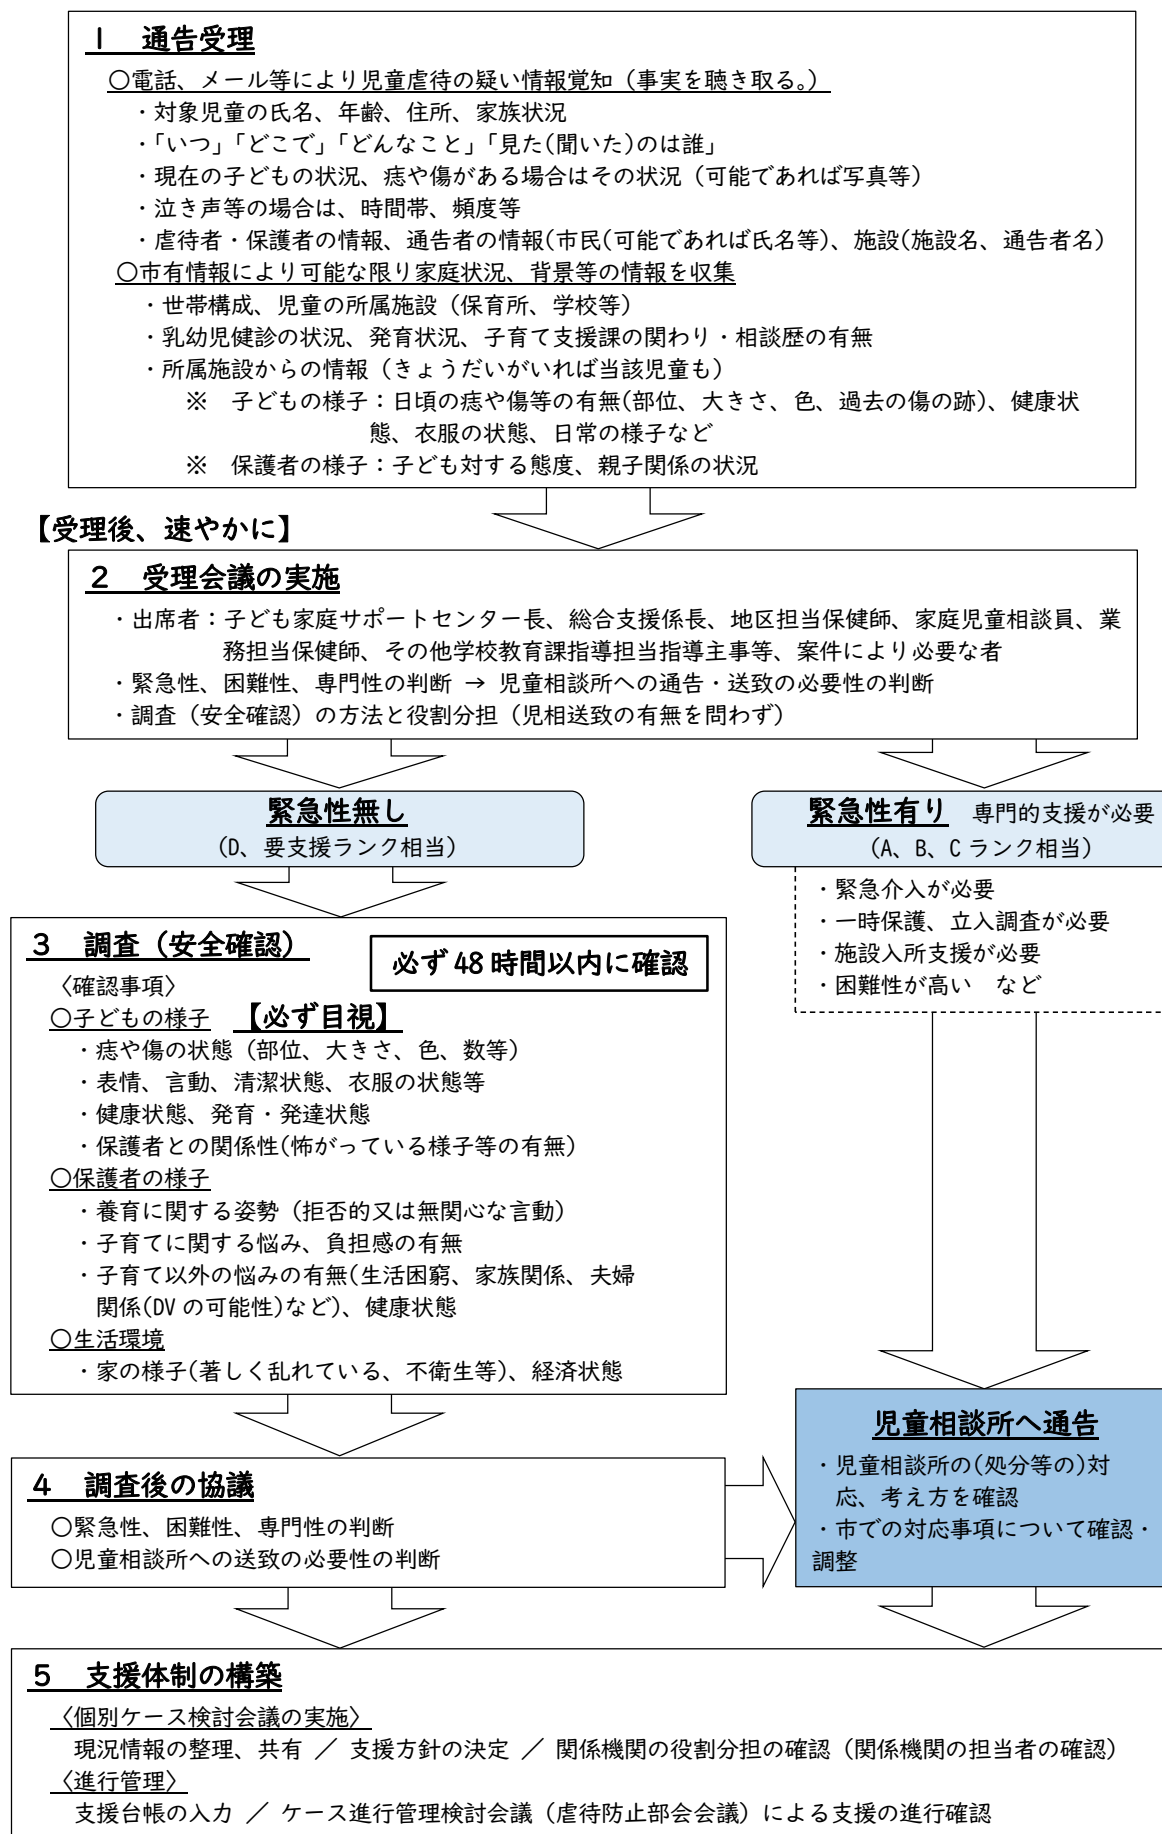 1　通告受理
○電話、メール等により児童虐待の疑い情報覚知（事実を聴き取る。）
・対象児童の氏名、年齢、住所、家族状況
・「いつ」「どこで」「どんなこと」「見た(聞いた)のは誰」
・現在の子どもの状況、痣や傷がある場合はその状況（可能であれば写真等）
・泣き声等の場合は、時間帯、頻度等
・虐待者・保護者の情報、通告者の情報(市民(可能であれば氏名等)、施設(施設名、通告者名)
○市有情報により可能な限り家庭状況、背景等の情報を収集
・世帯構成、児童の所属施設（保育所、学校等）
・乳幼児健診の状況、発育状況、子育て支援課の関わり・相談歴の有無
・所属施設からの情報（きょうだいがいれば当該児童も）
※　子どもの様子：日頃の痣や傷等の有無(部位、大きさ、色、過去の傷の跡)、健康状
態、衣服の状態、日常の様子など
※　保護者の様子：子ども対する態度、親子関係の状況
【受理後、速やかに】
2　受理会議の実施
・出席者：子ども家庭サポートセンター長、総合支援係長、地区担当保健師、家庭児童相談員、業
務担当保健師、その他学校教育課指導担当指導主事等、案件により必要な者
・緊急性、困難性、専門性の判断 → 児童相談所への通告・送致の必要性の判断
・調査（安全確認）の方法と役割分担（児相送致の有無を問わず）
緊急性無し
（D、要支援ランク相当）
緊急性有り　専門的支援が必要
（A、B、C ランク相当）
・緊急介入が必要
・一時保護、立入調査が必要
・施設入所支援が必要
・困難性が高い　など
3　調査（安全確認）
必ず 48 時間以内に確認
〈確認事項〉
○子どもの様子　【必ず目視】
・痣や傷の状態（部位、大きさ、色、数等）
・表情、言動、清潔状態、衣服の状態等
・健康状態、発育・発達状態
・保護者との関係性(怖がっている様子等の有無)
○保護者の様子
・養育に関する姿勢（拒否的又は無関心な言動）
・子育てに関する悩み、負担感の有無
・子育て以外の悩みの有無(生活困窮、家族関係、夫婦
関係(DV の可能性)など)、健康状態
○生活環境
・家の様子(著しく乱れている、不衛生等)、経済状態
児童相談所へ通告
・児童相談所の(処分等の)対
応、考え方を確認
・市での対応事項について確認・
調整
4　調査後の協議
○緊急性、困難性、専門性の判断
○児童相談所への送致の必要性の判断
5　支援体制の構築
〈個別ケース検討会議の実施〉
現況情報の整理、共有 ／ 支援方針の決定 ／ 関係機関の役割分担の確認（関係機関の担当者の確認）
〈進行管理〉
支援台帳の入力 ／ ケース進行管理検討会議（虐待防止部会会議）による支援の進行確認